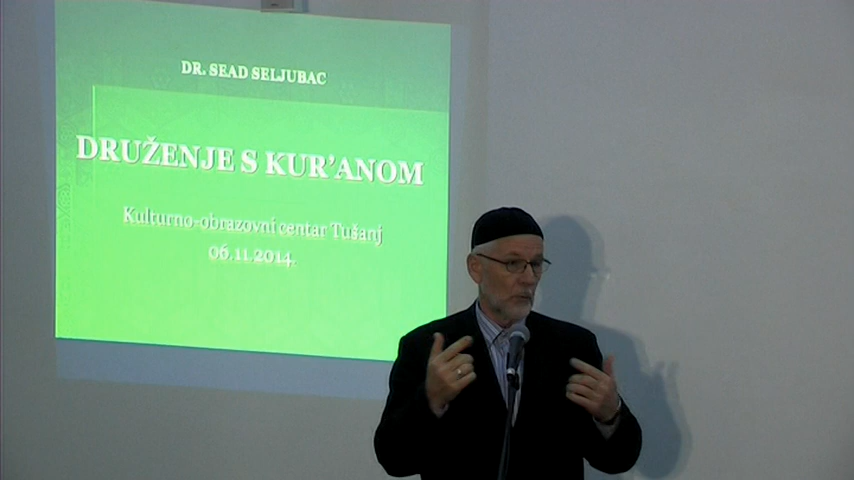 DR. SEAD SELJUBAC
DRUŽENJE S KUR'ANOM
Kulturno-obrazovni centar Tušanj
06.11.2014.